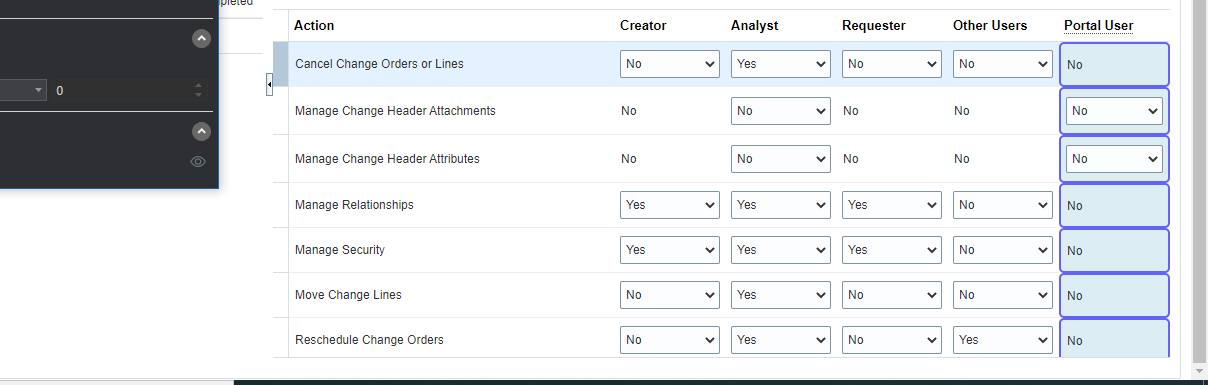 Action Creator Analyst Requester Other Users Portal User
Cancel Change Orders or Lines No Yes No No No
0
Manage Change Header Attachments No No No No No
Manage Change Header Attributes No No No No No
Manage Relationships Yes Yes Yes No No
Manage Security Yes Yes Yes No No
Move Change Lines No Yes No No No
Reschedule Change Orders No Yes No Yes No